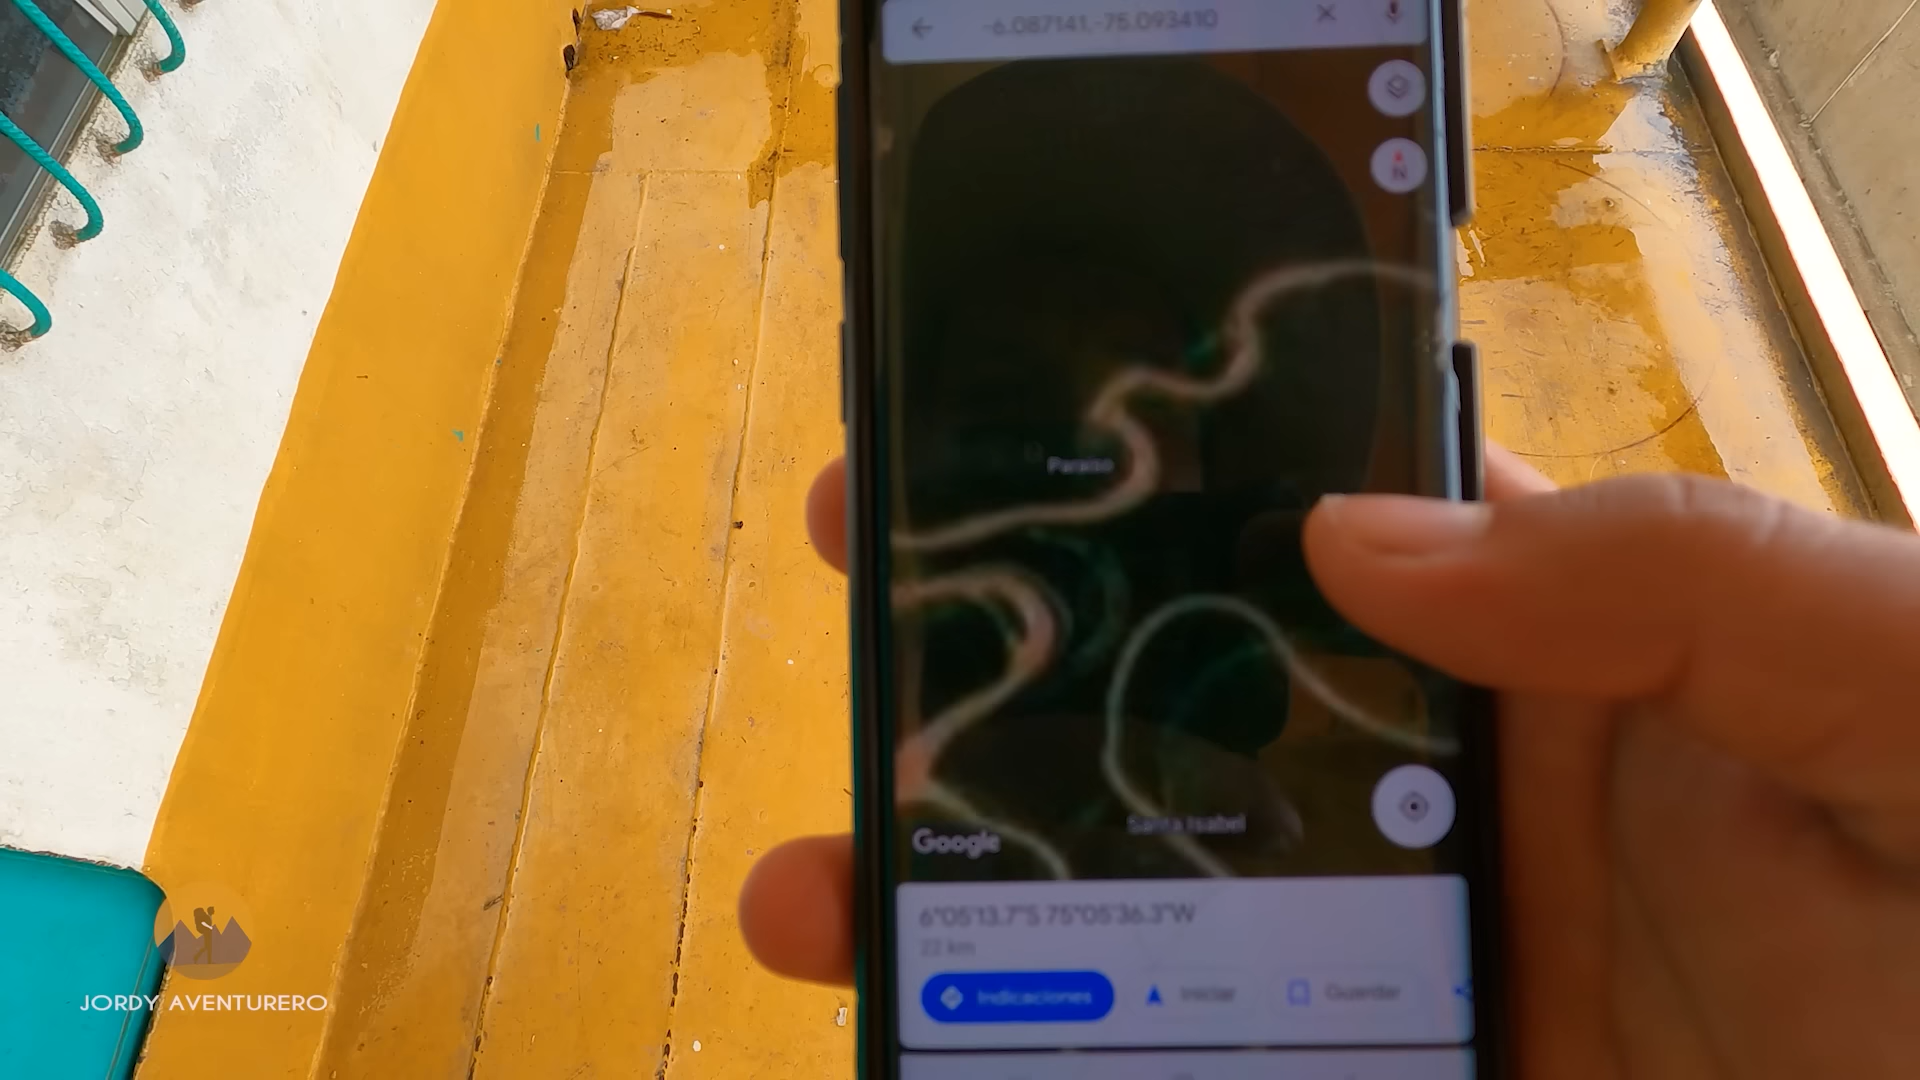 -6.087141,-75.093410
N
Paraiso
Santa Isabel
Google
6°05'13.7"S 75°05'36.3"W
22 km
Indicaciones
Iniciar
Guardar
JORDY AVENTURERO